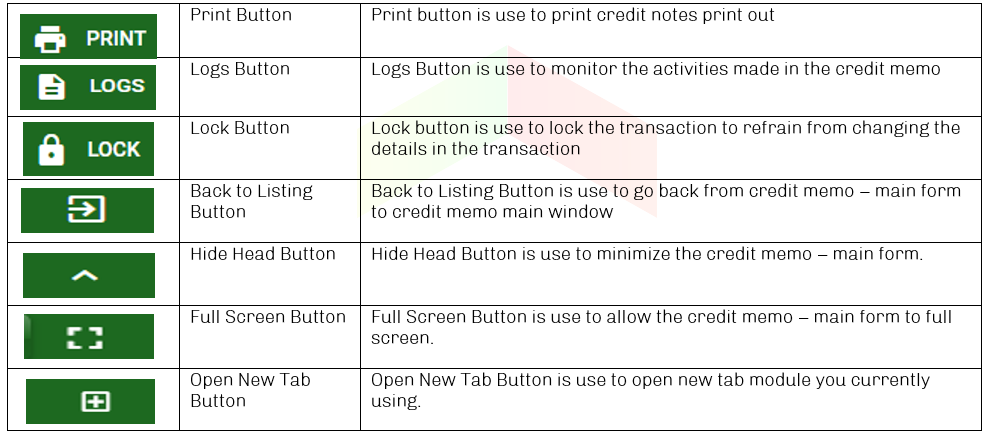 PRINT
Print Button
Print button is use to print credit notes print out
LOGS
Logs Button
Logs Button is use to monitor the activities made in the credit memo
LOCK
Lock Button
Lock button is use to lock the transaction to refrain from changing the
details in the transaction
Back to Listing
Button
Back to Listing Button is use to go back from credit memo – main form
to credit memo main window
Hide Head Button
Hide Head Button is use to minimize the credit memo – main form.
Full Screen Button
Full Screen Button is use to allow the credit memo – main form to full
screen.
Open New Tab
Button
Open New Tab Button is use to open new tab module you currently
using.